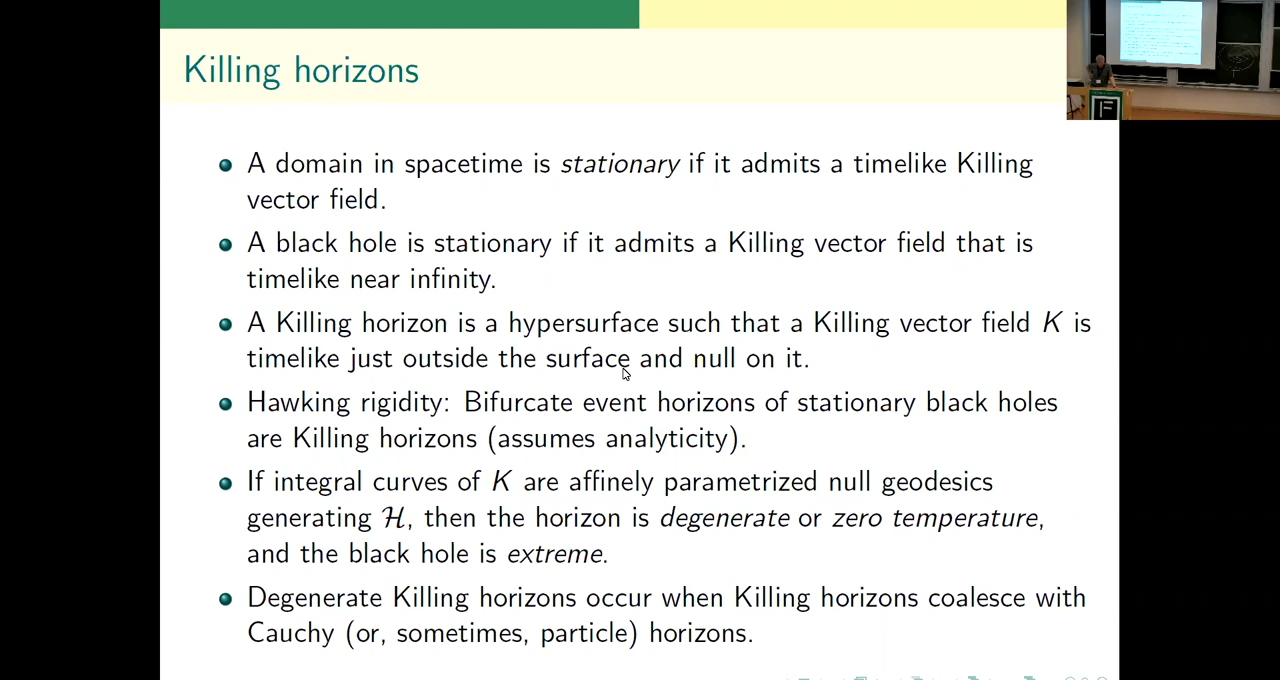 Killing horizons
A domain in spacetime is stationary if it admits a timelike Killing
vector field.
A black hole is stationary if it admits a Killing vector field that is
timelike near infinity.
A Killing horizon is a hypersurface such that a Killing vector field K is
timelike just outside the surface and null on it.
Hawking rigidity: Bifurcate event horizons of stationary black holes
are Killing horizons (assumes analyticity).
If integral curves of K are affinely parametrized null geodesics
generating ℋ, then the horizon is degenerate or zero temperature,
and the black hole is extreme.
Degenerate Killing horizons occur when Killing horizons coalesce with
Cauchy (or, sometimes, particle) horizons.